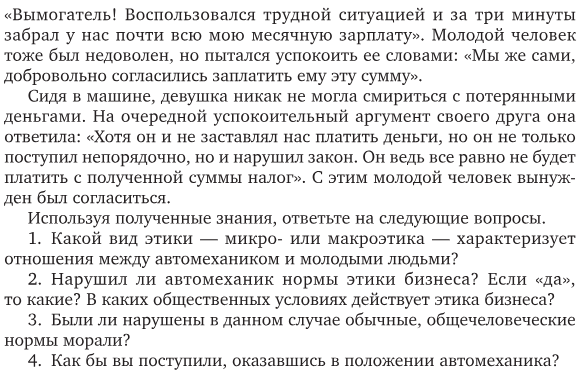 «Вымогатель! Воспользовался трудной ситуацией и за три минуты
забрал у нас почти всю мою месячную зарплату». Молодой человек
тоже был недоволен, но пытался успокоить ее словами: «Мы же сами,
добровольно согласились заплатить ему эту сумму».
Сидя в машине, девушка никак не могла смириться с потерянными
деньгами. На очередной успокоительный аргумент своего друга она
ответила: «Хотя он и не заставлял нас платить деньги, но он не только
поступил непорядочно, но и нарушил закон. Он ведь все равно не будет
платить с полученной суммы налог». С этим молодой человек вынуж-
ден был согласиться.
Используя полученные знания, ответьте на следующие вопросы.
1. Какой вид этики — микро- или макроэтика — характеризует
отношения между автомехаником и молодыми людьми?
2. Нарушил ли автомеханик нормы этики бизнеса? Если «да»,
то какие? В каких общественных условиях действует этика бизнеса?
3. Были ли нарушены в данном случае обычные, общечеловеческие
нормы морали?
4. Как бы вы поступили, оказавшись в положении автомеханика?